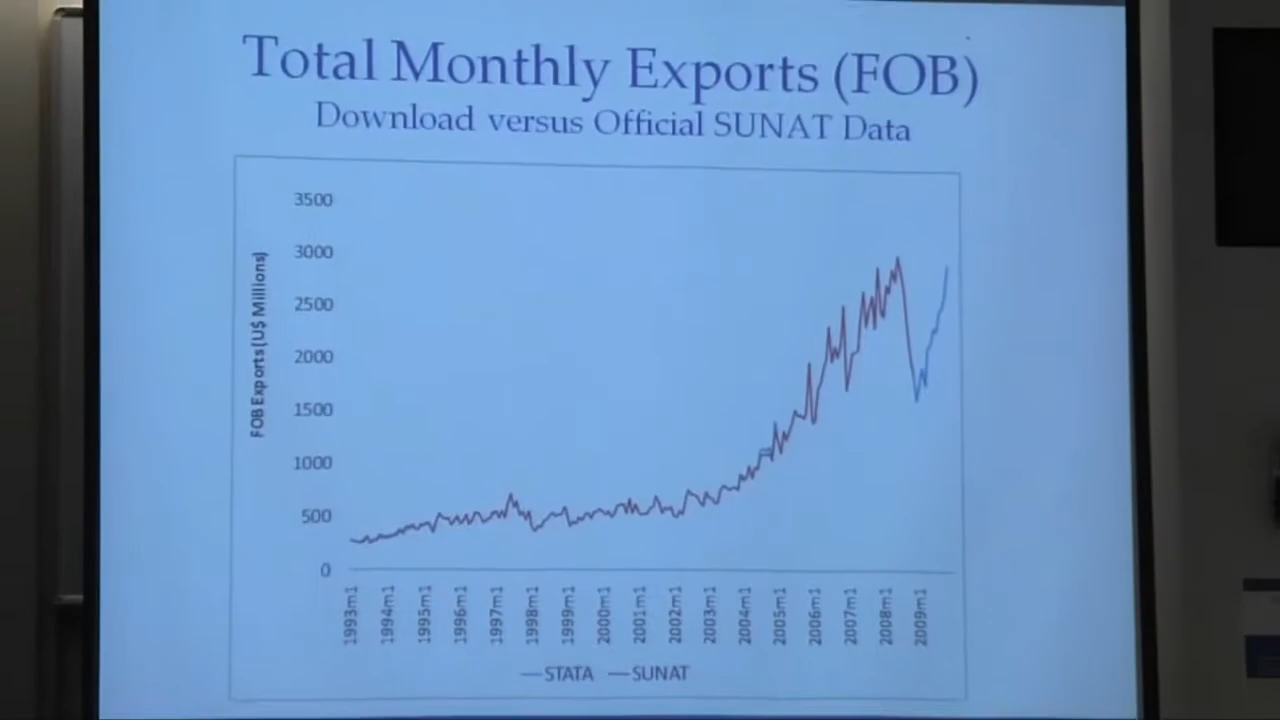 Total Monthly Exports (FOB)
Download versus Official SUNAT Data
FOB Exports (U$ Millions)
3500
3000
2500
2000
1500
1000
500
0
1993m1
1994m1
1995m1
1996m1
1997m1
1998m1
1999m1
2000m1
2001m1
2002m1
2003m1
2004m1
2005m1
2006m1
2007m1
2008m1
2009m1
STATA SUNAT